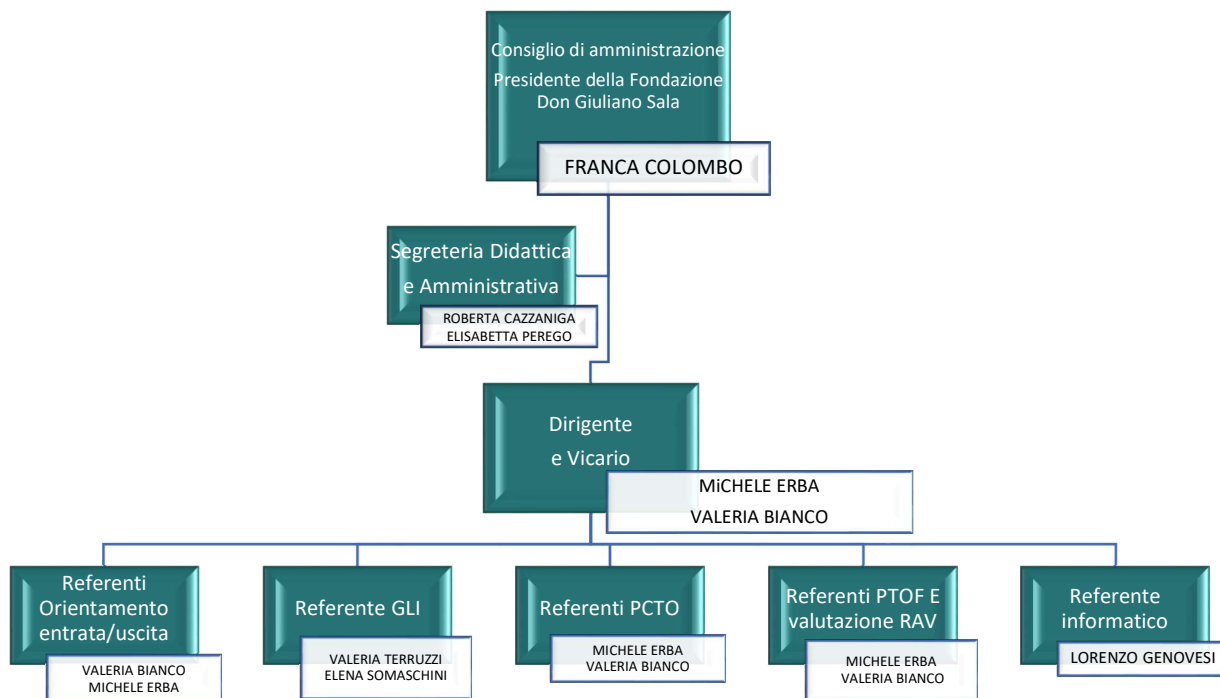 Consiglio di amministrazione
Presidente della Fondazione
Don Giuliano Sala
FRANCA COLOMBO
Segreteria Didattica
e Amministrativa
ROBERTA CAZZANIGA
ELISABETTA PEREGO
Dirigente
e Vicario
MiCHELE ERBA
VALERIA BIANCO
Referenti
Orientamento
entrata/uscita
VALERIA BIANCO
MICHELE ERBA
Referente GLI
VALERIA TERRUZZI
ELENA SOMASCHINI
Referenti PCTO
MICHELE ERBA
VALERIA BIANCO
Referenti PTOF E
valutazione RAV
MICHELE ERBA
VALERIA BIANCO
Referente
informatico
LORENZO GENOVESI